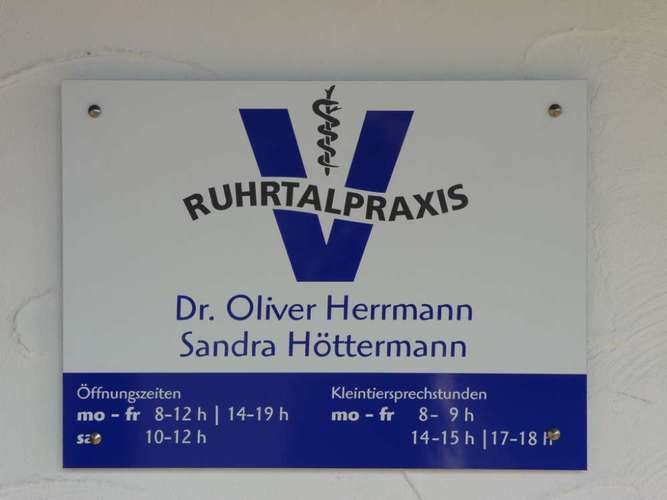 V
RUHRTALPRAXIS
Dr. Oliver Herrmann
Sandra Höttermann
Öffnungszeiten
mo - fr 8-12 h | 14-19 h
sa 10-12 h
Kleintiersprechstunden
mo - fr 8- 9 h
14-15 h | 17-18 h